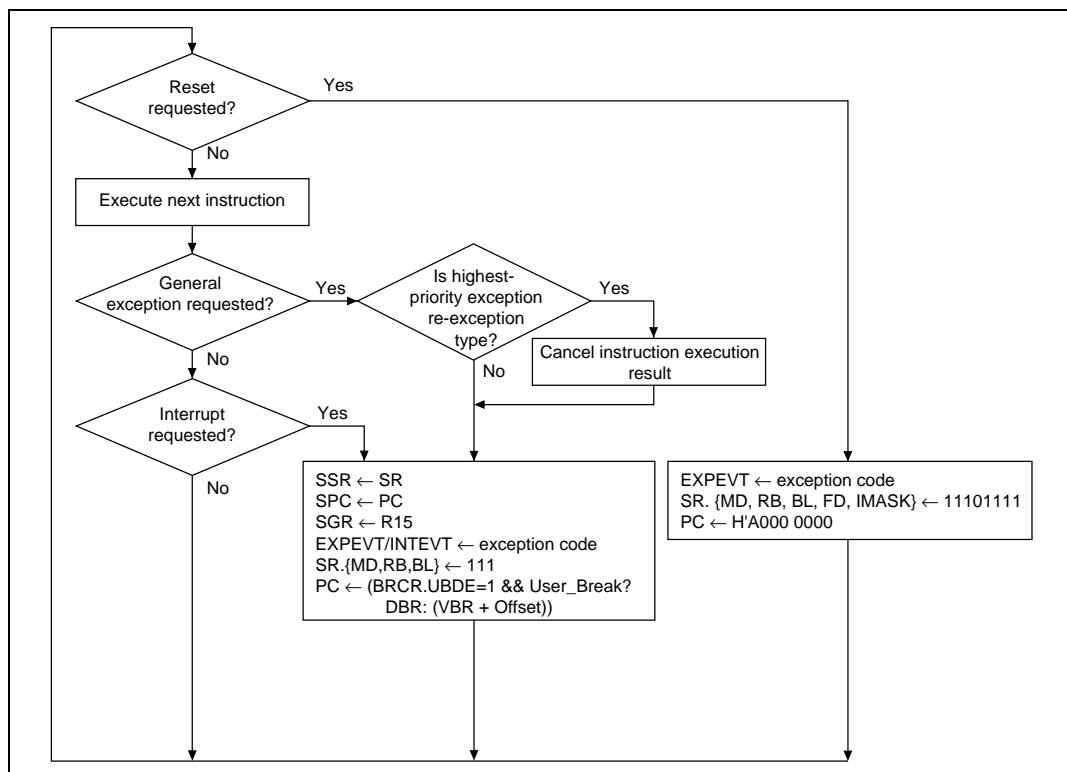 Reset
requested?
Yes
No
Execute next instruction
General
exception requested?
Yes
Is highest-
priority exception
re-exception
type?
Yes
No
Cancel instruction execution
result
No
Interrupt
requested?
Yes
No
SSR ← SR
SPC ← PC
SGR ← R15
EXPEVT/INTEVT ← exception code
SR.{MD,RB,BL} ← 111
PC ← (BRCR.UBDE=1 && User_Break?
DBR: (VBR + Offset))
EXPEVT ← exception code
SR. {MD, RB, BL, FD, IMASK} ← 11101111
PC ← H'A000 0000